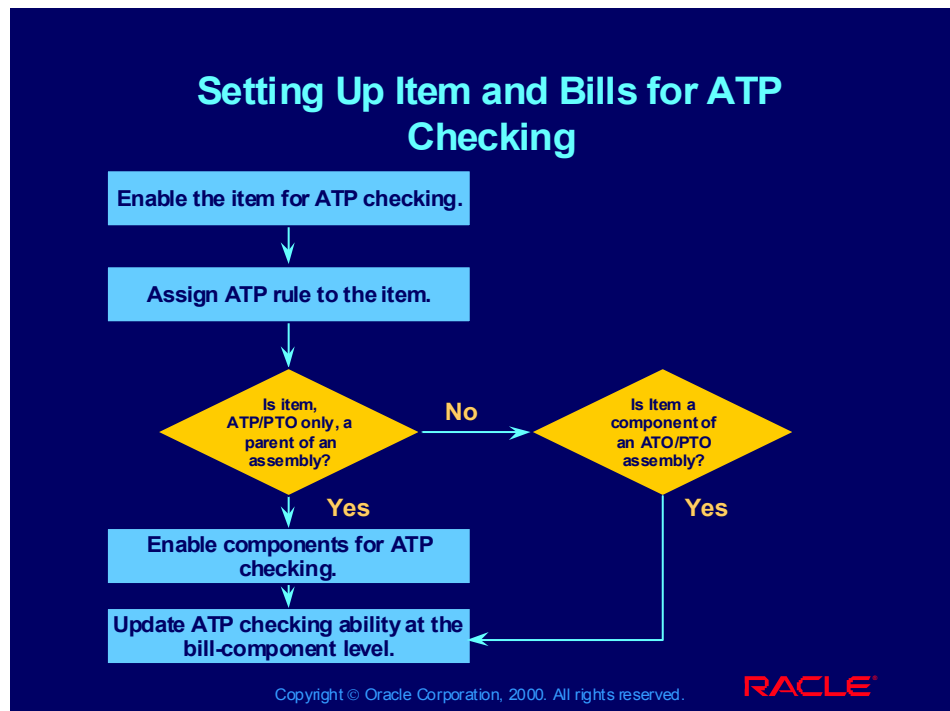 Setting Up Item and Bills for ATP
Checking
Enable the item for ATP checking.
Assign ATP rule to the item.
Is item,
ATP/PTO only, a
parent of an
assembly?
No
Is Item a
component of
an ATO/PTO
assembly?
Yes
Yes
Enable components for ATP
checking.
Update ATP checking ability at the
bill-component level.
Copyright © Oracle Corporation, 2000. All rights reserved.
RACLE®